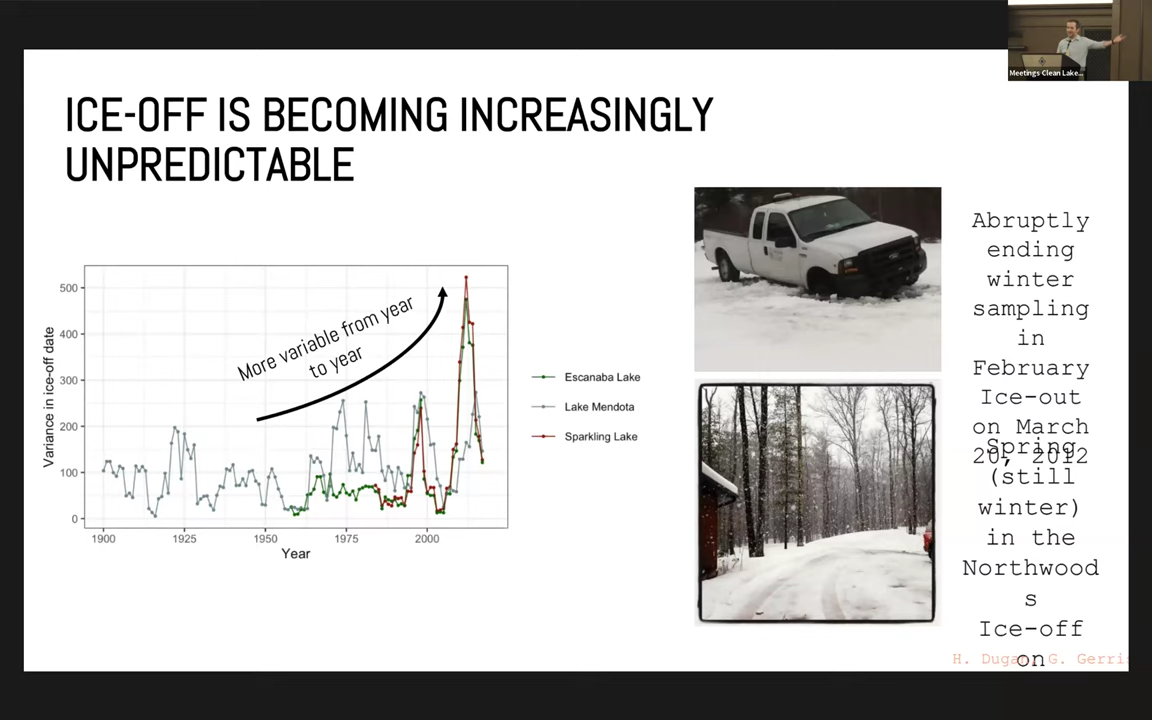 Meetings Clean Lake...
ICE-OFF IS BECOMING INCREASINGLY
UNPREDICTABLE
More variable from year
to year
Variance in ice-off date
500
400
300
200
100
0
1900
1925
1950
1975
2000
Year
Escanaba Lake
Lake Mendota
Sparkling Lake
Abruptly
ending
winter
sampling
in
February
Ice-out
on March
20, 2012
Spring
(still
winter)
in the
Northwood
s
Ice-off
on
H. Dugan, G. Gerri